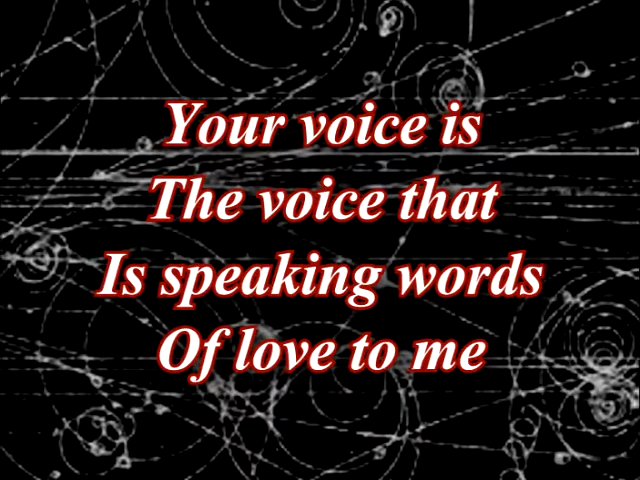 Your voice is
The voice that
Is speaking words
Of love to me